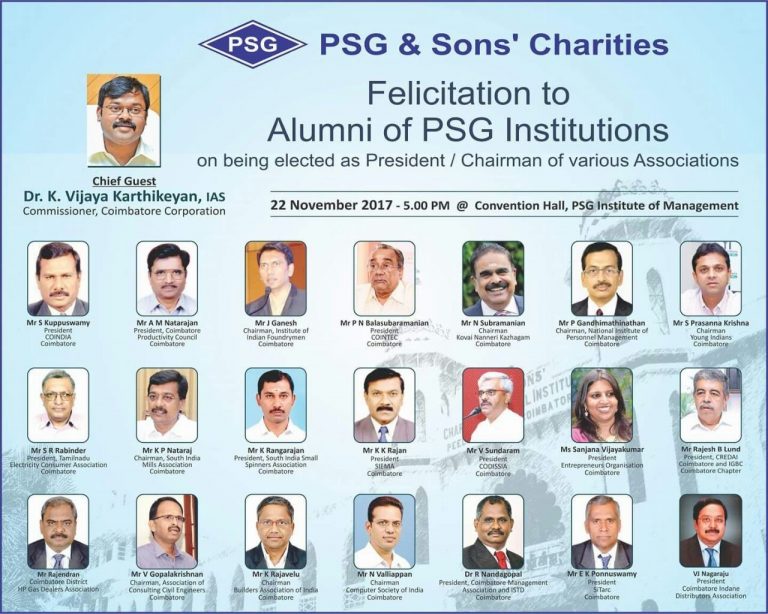 PSG
PSG & Sons' Charities
Felicitation to
Alumni of PSG Institutions
on being elected as President / Chairman of various Associations
Chief Guest
Dr. K. Vijaya Karthikeyan, IAS
Commissioner, Coimbatore Corporation
22 November 2017 - 5.00 PM @ Convention Hall, PSG Institute of Management
Mr S Kuppuswamy
President
COINDIA
Coimbatore
Mr A M Natarajan
President, Coimbatore
Productivity Council
Coimbatore
Mr J Ganesh
Chairman, Institute of
Indian Foundrymen
Coimbatore
Mr P N Balasubaramanian
President
COINTEC
Coimbatore
Mr N Subramanian
Chairman
Kovai Nanneri Kazhagam
Coimbatore
Mr P Gandhimathinathan
Chairman, National Institute of
Personnel Management
Coimbatore
Mr S Prasanna Krishna
Chairman
Young Indians
Coimbatore
Mr S R Rabinder
President, Tamilnadu
Electricity Consumer Association
Coimbatore
Mr K P Nataraj
Chairman, South India
Mills Association
Coimbatore
Mr K Rangarajan
President, South India Small
Spinners Association
Coimbatore
Mr K K Rajan
President
SIEMA
Coimbatore
Mr V Sundaram
President
CODISSIA
Coimbatore
Ms Sanjana Vijayakumar
President
Entrepreneurs Organisation
Coimbatore
Mr Rajesh B Lund
President, CREDAI
Coimbatore and IGBC
Coimbatore Chapter
Mr Rajendran
Coimbatore District
HP Gas Dealers Association
Mr V Gopalakrishnan
Chairman, Association of
Consulting Civil Engineers
Coimbatore
Mr K Rajavelu
Chairman
Builders Association of India
Coimbatore
Mr N Valliappan
Chairman
Computer Society of India
Coimbatore
Dr R Nandagopal
President, Coimbatore Management
Association and ISTD
Coimbatore
Mr E K Ponnuswamy
President
SiTarc
Coimbatore
VI Nagaraju
President
Coimbatore Indane
Distributors Association